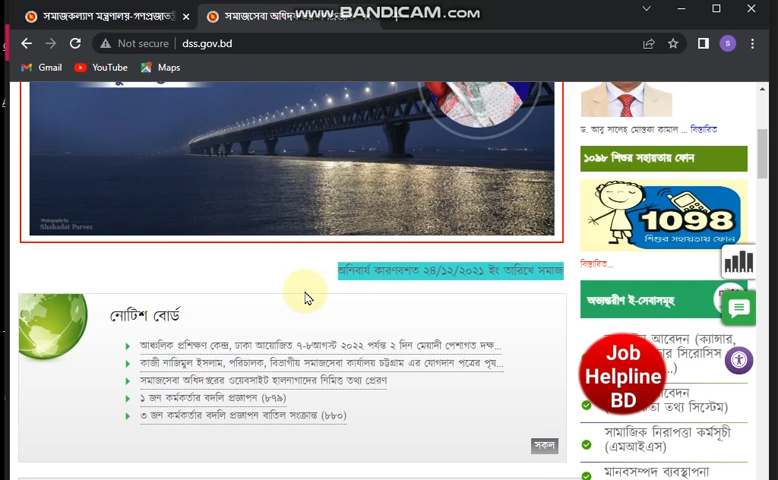 সমাজকল্যাণ মন্ত্রণালয়-গণপ্রজাতন্ত্রী
সমাজসেবা অধিদ
WWW.BANDICAM.COM
Not secure
dss.gov.bd
Gmail
YouTube
Maps
Photography by
Shahadat Parvez
ড. আবু সালেহ্ মোস্তফা কামাল ... বিস্তারিত
১০৯৮ শিশুর সহায়তায় ফোন
1098
শিশুর সহায়তায় ফোন
বিস্তারিত...
অনিবার্য কারণবশত ২৪/১২/২০২১ ইং তারিখে সমাজ
নোটিশ বোর্ড
আঞ্চলিক প্রশিক্ষণ কেন্দ্র, ঢাকা আয়োজিত ৭-৮আগস্ট ২০২২ পর্যন্ত ২ দিন মেয়াদী পেশাগত দক্ষ...
কাজী নাজিমুল ইসলাম, পরিচালক, বিভাগীয় সমাজসেবা কার্যালয় চট্টগ্রাম এর যোগদান পত্রের পৃষ...
সমাজসেবা অধিদপ্তরের ওয়েবসাইট হালনাগাদের নিমিত্ত তথ্য প্রেরণ
১ জন কর্মকর্তার বদলি প্রজ্ঞাপন (৮৭৯)
৩ জন কর্মকর্তার বদলি প্রজ্ঞাপন বাতিল সংক্রান্ত (৮৮০)
সকল
অভ্যন্তরীণ ই-সেবাসমূহ
আবেদন (ক্যান্সার,
সিরোসিস
...)
Job
Helpline
BD
বেদন
তা তথ্য সিস্টেম)
সামাজিক নিরাপত্তা কর্মসূচী
(এমআইএস)
মানবসম্পদ ব্যবস্থাপনা